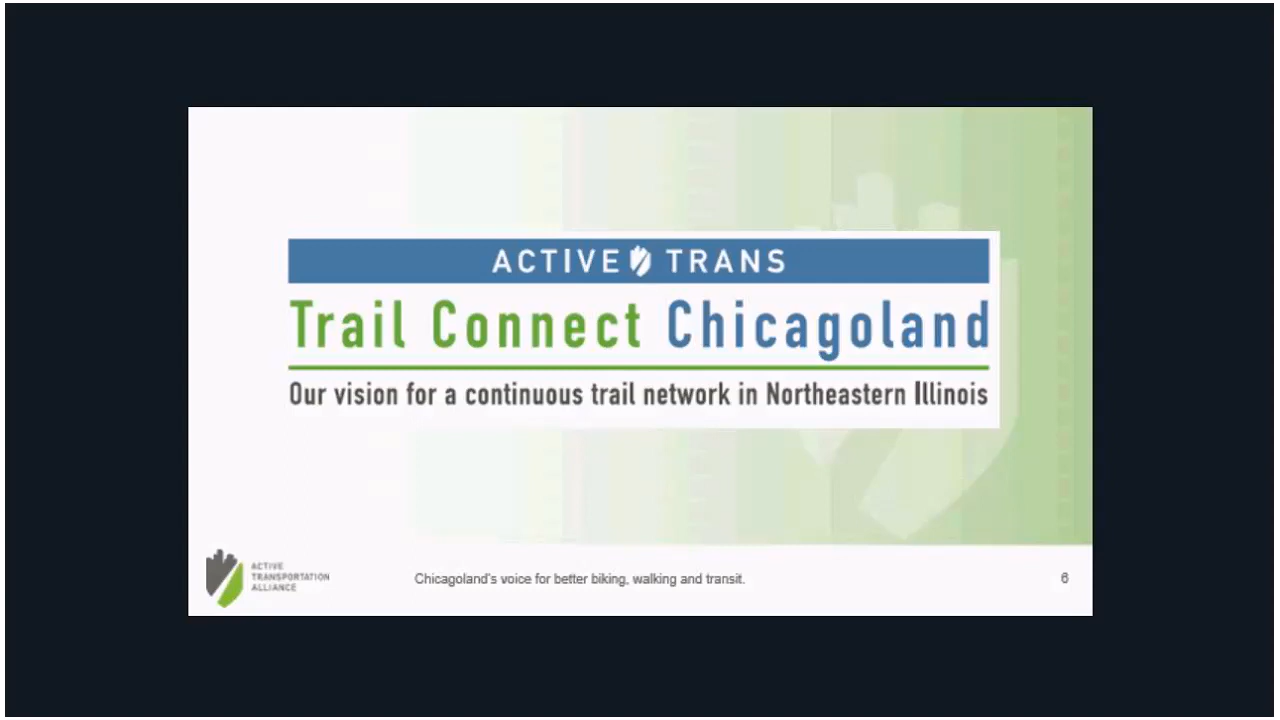 ACTIVE TRANS
Trail Connect Chicagoland
Our vision for a continuous trail network in Northeastern Illinois
ACTIVE
TRANSPORTATION
ALLIANCE
Chicagoland's voice for better biking, walking and transit.
6